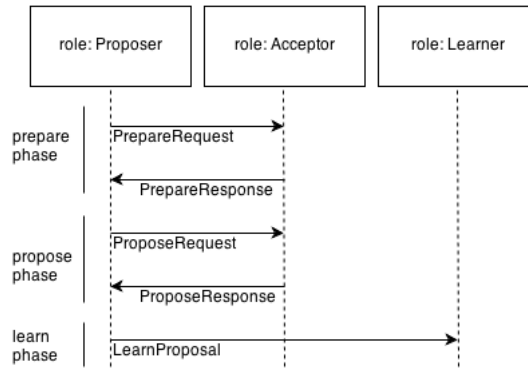 role: Proposer
role: Acceptor
role: Learner
prepare
phase
PrepareRequest
PrepareResponse
propose
phase
ProposeRequest
ProposeResponse
learn
phase
LearnProposal